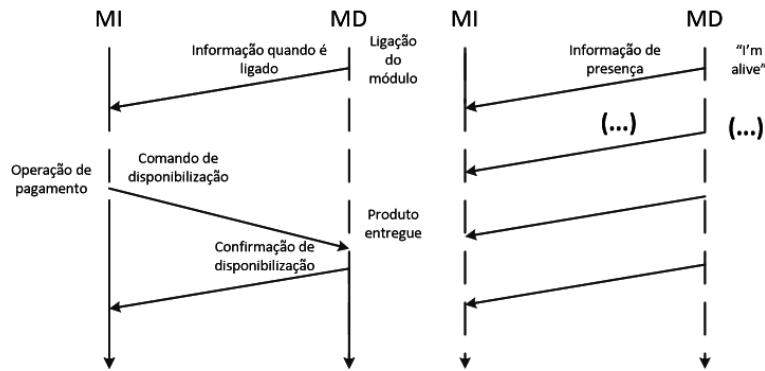 MI
MD
Informação quando é
ligado
Ligação
do
módulo
Operação de
pagamento
Comando de
disponibilização
Produto
entregue
Confirmação de
disponibilização
MI
MD
Informação de
presença
“I’m
alive”
(...)
(...)